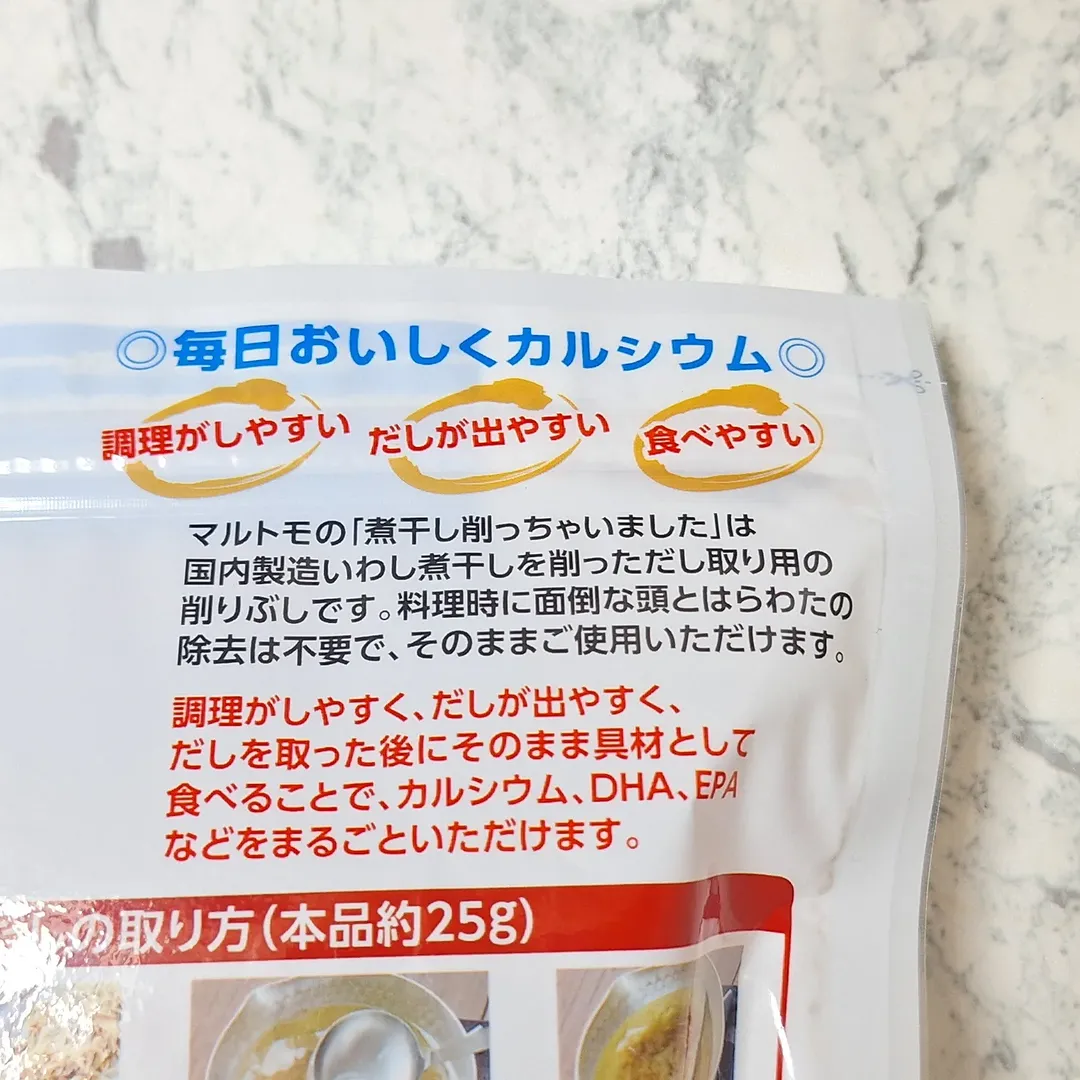 ◎毎日おいしくカルシウム◎
調理がしやすい だしが出やすい 食べやすい
マルトモの「煮干し削っちゃいました」は
国内製造いわし煮干しを削っただし取り用の
削りぶしです。料理時に面倒な頭とはらわたの
除去は不要で、そのままご使用いただけます。
調理がしやすく、だしが出やすく、
だしを取った後にそのまま具材として
食べることで、カルシウム、DHA、EPA
などをまるごといただけます。
の取り方(本品約25g)